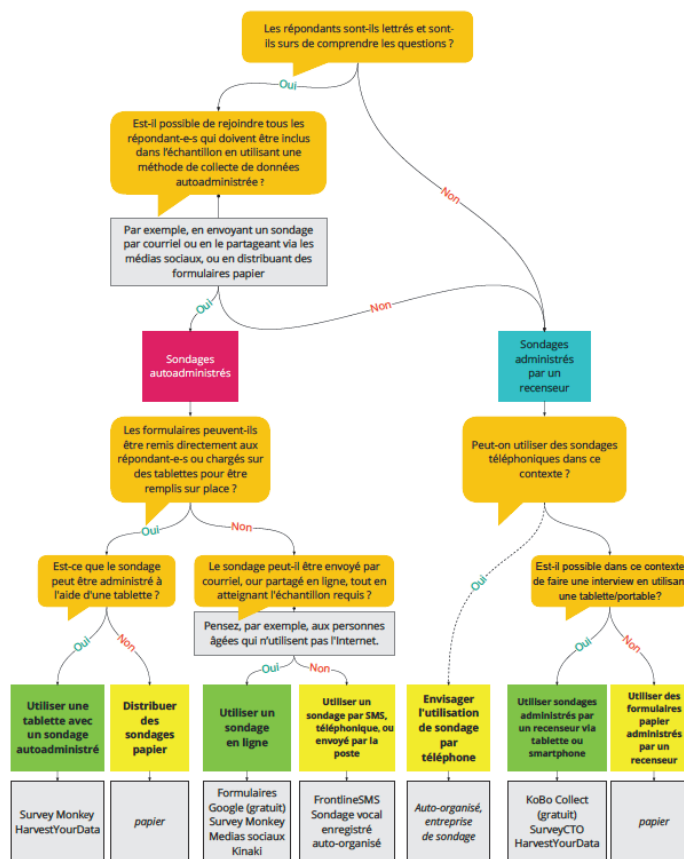 Les répondants sont-ils lettrés et sont-
ils surs de comprendre les questions ?
Oui
Non
Est-il possible de rejoindre tous les
répondant-e-s qui doivent être inclus
dans l'échantillon en utilisant une
méthode de collecte de données
autoadministrée ?
Par exemple, en envoyant un sondage
par courriel ou en le partageant via les
médias sociaux, ou en distribuant des
formulaires papier
Oui
Non
Sondages
autoadministrés
Sondages
administrés
par un
recenseur
Les formulaires peuvent-ils
être remis directement aux
répondant-e-s ou chargés sur
des tablettes pour être
remplis sur place ?
Peut-on utiliser des sondages
téléphoniques dans ce
contexte ?
Oui
Non
Oui
Non
Est-ce que le sondage
peut être administré à
l'aide d'une tablette ?
Le sondage peut-il être envoyé par
courriel, our partagé en ligne, tout en
atteignant l'échantillon requis ?
Pensez, par exemple, aux personnes
âgées qui n'utilisent pas l'Internet.
Est-il possible dans ce contexte
de faire une interview en utilisan
une tablette/portable?
Oui
Non
Oui
Non
Oui
Non
Utiliser une
tablette avec
un sondage
autoadministré
Distribuer
des
sondages
papier
Utiliser
un sondage
en ligne
Utiliser un
sondage par SMS,
téléphonique, ou
envoyé par la
poste
Envisager
l'utilisation
de sondage
par
téléphone
Utiliser sondages
administrés par
un recenseur via
tablette ou
smartphone
Utiliser des
formulaires
papier
administrés
par un
recenseur
Survey Monkey
HarvestYourData
papier
Formulaires
Google (gratuit)
Survey Monkey
Medias sociaux
Kinaki
FrontlineSMS
Sondage vocal
enregistré
auto-organisé
Auto-organisé,
entreprise
de sondage
KoBo Collect
(gratuit)
SurveyCTO
HarvestYourData
papier